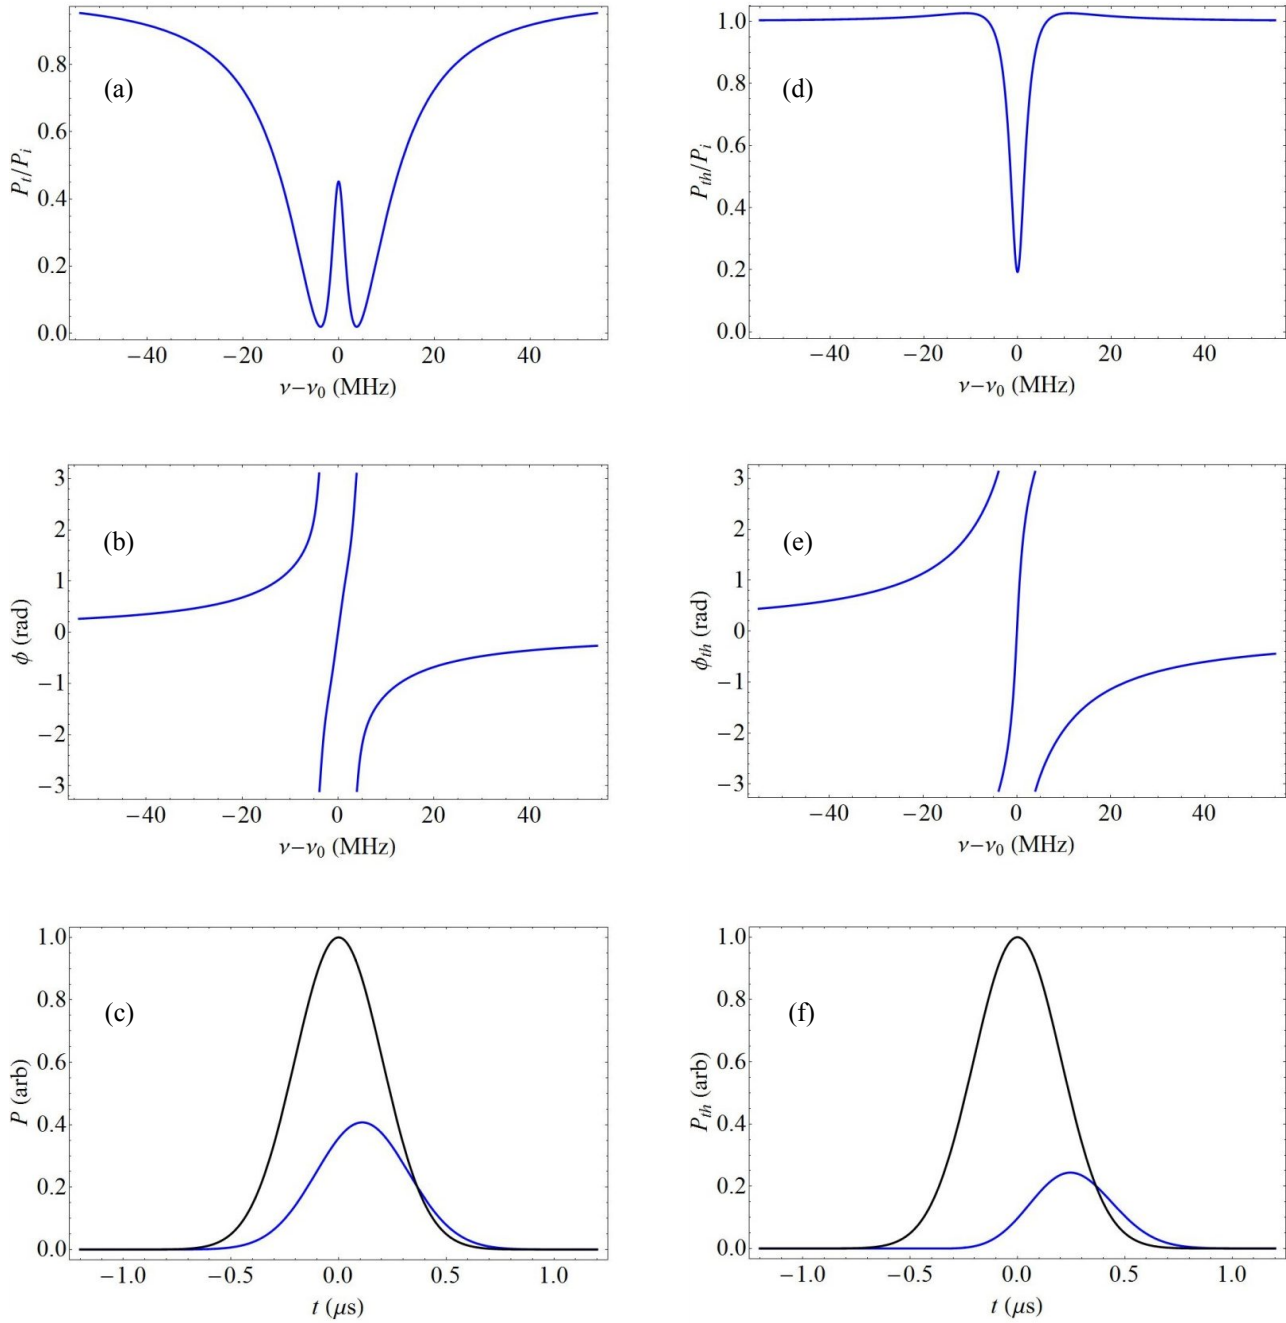 (a)
P_t/P_i
0.8
0.6
0.4
0.2
0.0
−40 −20 0 20 40
ν−ν_0 (MHz)
(d)
P_th/P_i
1.0
0.8
0.6
0.4
0.2
0.0
−40 −20 0 20 40
ν−ν_0 (MHz)
(b)
ϕ (rad)
3
2
1
0
−1
−2
−3
−40 −20 0 20 40
ν−ν_0 (MHz)
(e)
ϕ_th (rad)
3
2
1
0
−1
−2
−3
−40 −20 0 20 40
ν−ν_0 (MHz)
(c)
P (arb)
1.0
0.8
0.6
0.4
0.2
0.0
−1.0 −0.5 0.0 0.5 1.0
t (μs)
(f)
P_th (arb)
1.0
0.8
0.6
0.4
0.2
0.0
−1.0 −0.5 0.0 0.5 1.0
t (μs)